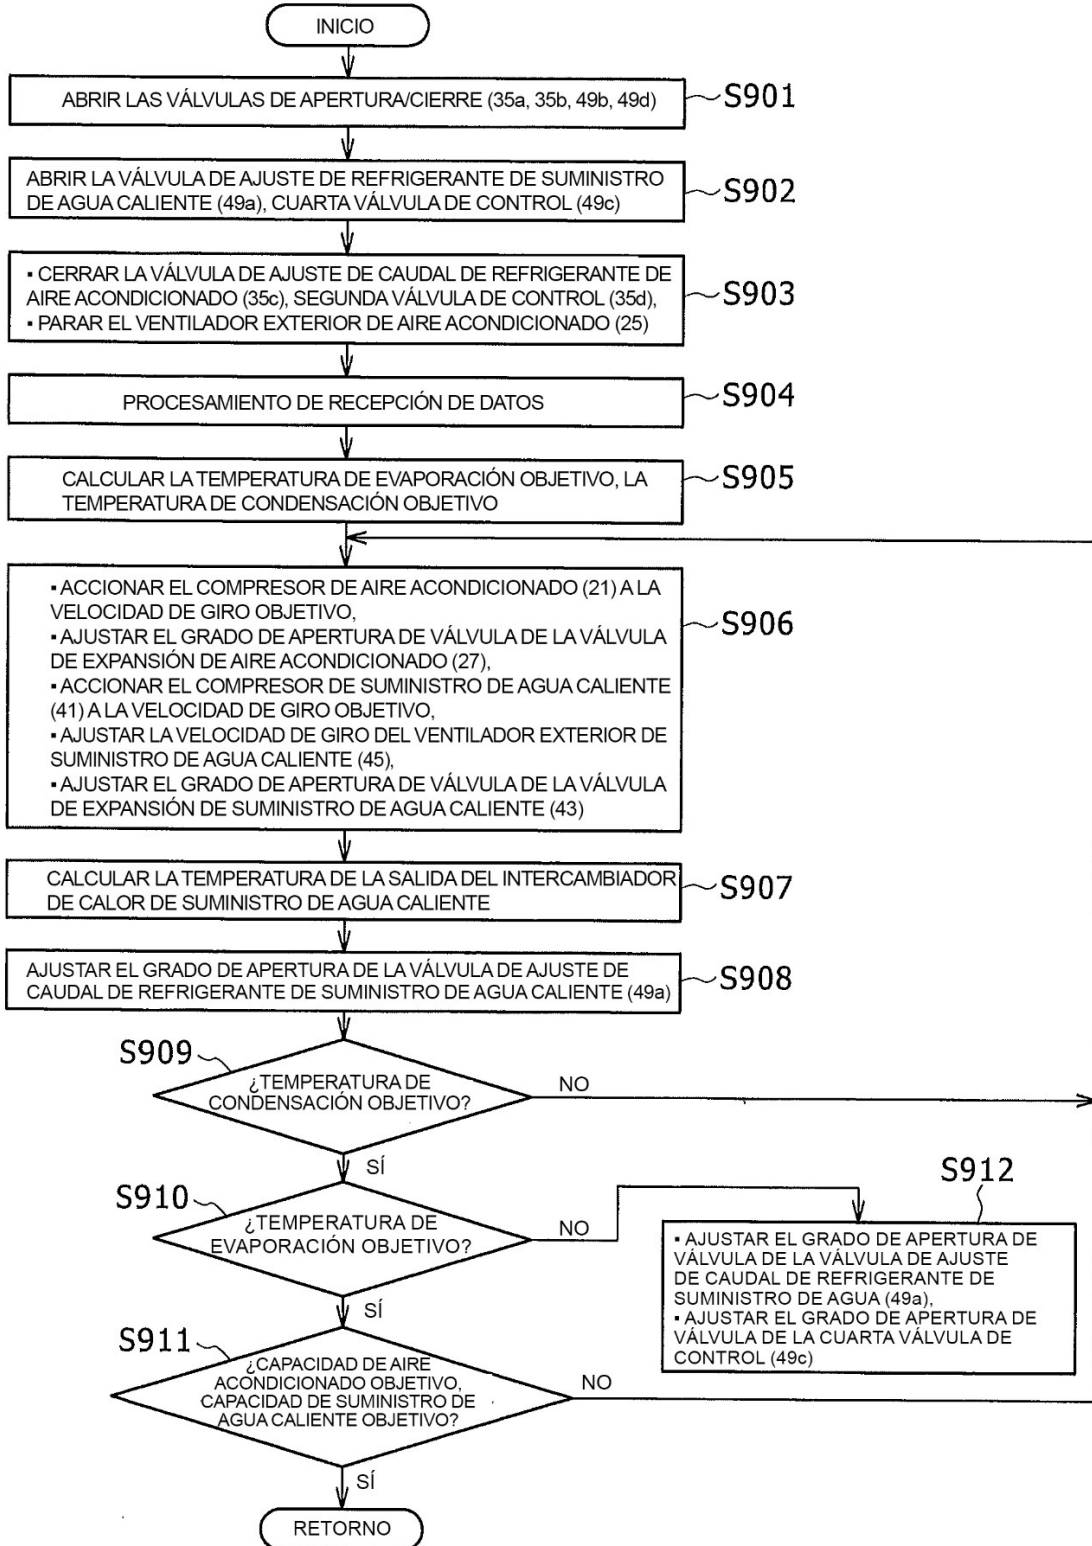 INICIO
ABRIR LAS VÁLVULAS DE APERTURA/CIERRE (35a, 35b, 49b, 49d)
S901
ABRIR LA VÁLVULA DE AJUSTE DE REFRIGERANTE DE SUMINISTRO
DE AGUA CALIENTE (49a), CUARTA VÁLVULA DE CONTROL (49c)
S902
▪ CERRAR LA VÁLVULA DE AJUSTE DE CAUDAL DE REFRIGERANTE DE
AIRE ACONDICIONADO (35c), SEGUNDA VÁLVULA DE CONTROL (35d),
▪ PARAR EL VENTILADOR EXTERIOR DE AIRE ACONDICIONADO (25)
S903
PROCESAMIENTO DE RECEPCIÓN DE DATOS
S904
CALCULAR LA TEMPERATURA DE EVAPORACIÓN OBJETIVO, LA
TEMPERATURA DE CONDENSACIÓN OBJETIVO
S905
▪ ACCIONAR EL COMPRESOR DE AIRE ACONDICIONADO (21) A LA
VELOCIDAD DE GIRO OBJETIVO,
▪ AJUSTAR EL GRADO DE APERTURA DE VÁLVULA DE LA VÁLVULA
DE EXPANSIÓN DE AIRE ACONDICIONADO (27),
▪ ACCIONAR EL COMPRESOR DE SUMINISTRO DE AGUA CALIENTE
(41) A LA VELOCIDAD DE GIRO OBJETIVO,
▪ AJUSTAR LA VELOCIDAD DE GIRO DEL VENTILADOR EXTERIOR DE
SUMINISTRO DE AGUA CALIENTE (45),
▪ AJUSTAR EL GRADO DE APERTURA DE VÁLVULA DE LA VÁLVULA
DE EXPANSIÓN DE SUMINISTRO DE AGUA CALIENTE (43)
S906
CALCULAR LA TEMPERATURA DE LA SALIDA DEL INTERCAMBIADOR
DE CALOR DE SUMINISTRO DE AGUA CALIENTE
S907
AJUSTAR EL GRADO DE APERTURA DE LA VÁLVULA DE AJUSTE DE
CAUDAL DE REFRIGERANTE DE SUMINISTRO DE AGUA CALIENTE (49a)
S908
S909
¿TEMPERATURA DE
CONDENSACIÓN OBJETIVO?
NO
SÍ
S910
¿TEMPERATURA DE
EVAPORACIÓN OBJETIVO?
NO
SÍ
S912
▪ AJUSTAR EL GRADO DE APERTURA DE
VÁLVULA DE LA VÁLVULA DE AJUSTE
DE CAUDAL DE REFRIGERANTE DE
SUMINISTRO DE AGUA (49a),
▪ AJUSTAR EL GRADO DE APERTURA DE
VÁLVULA DE LA CUARTA VÁLVULA DE
CONTROL (49c)
S911
¿CAPACIDAD DE AIRE
ACONDICIONADO OBJETIVO,
CAPACIDAD DE SUMINISTRO DE
AGUA CALIENTE OBJETIVO?
NO
SÍ
RETORNO